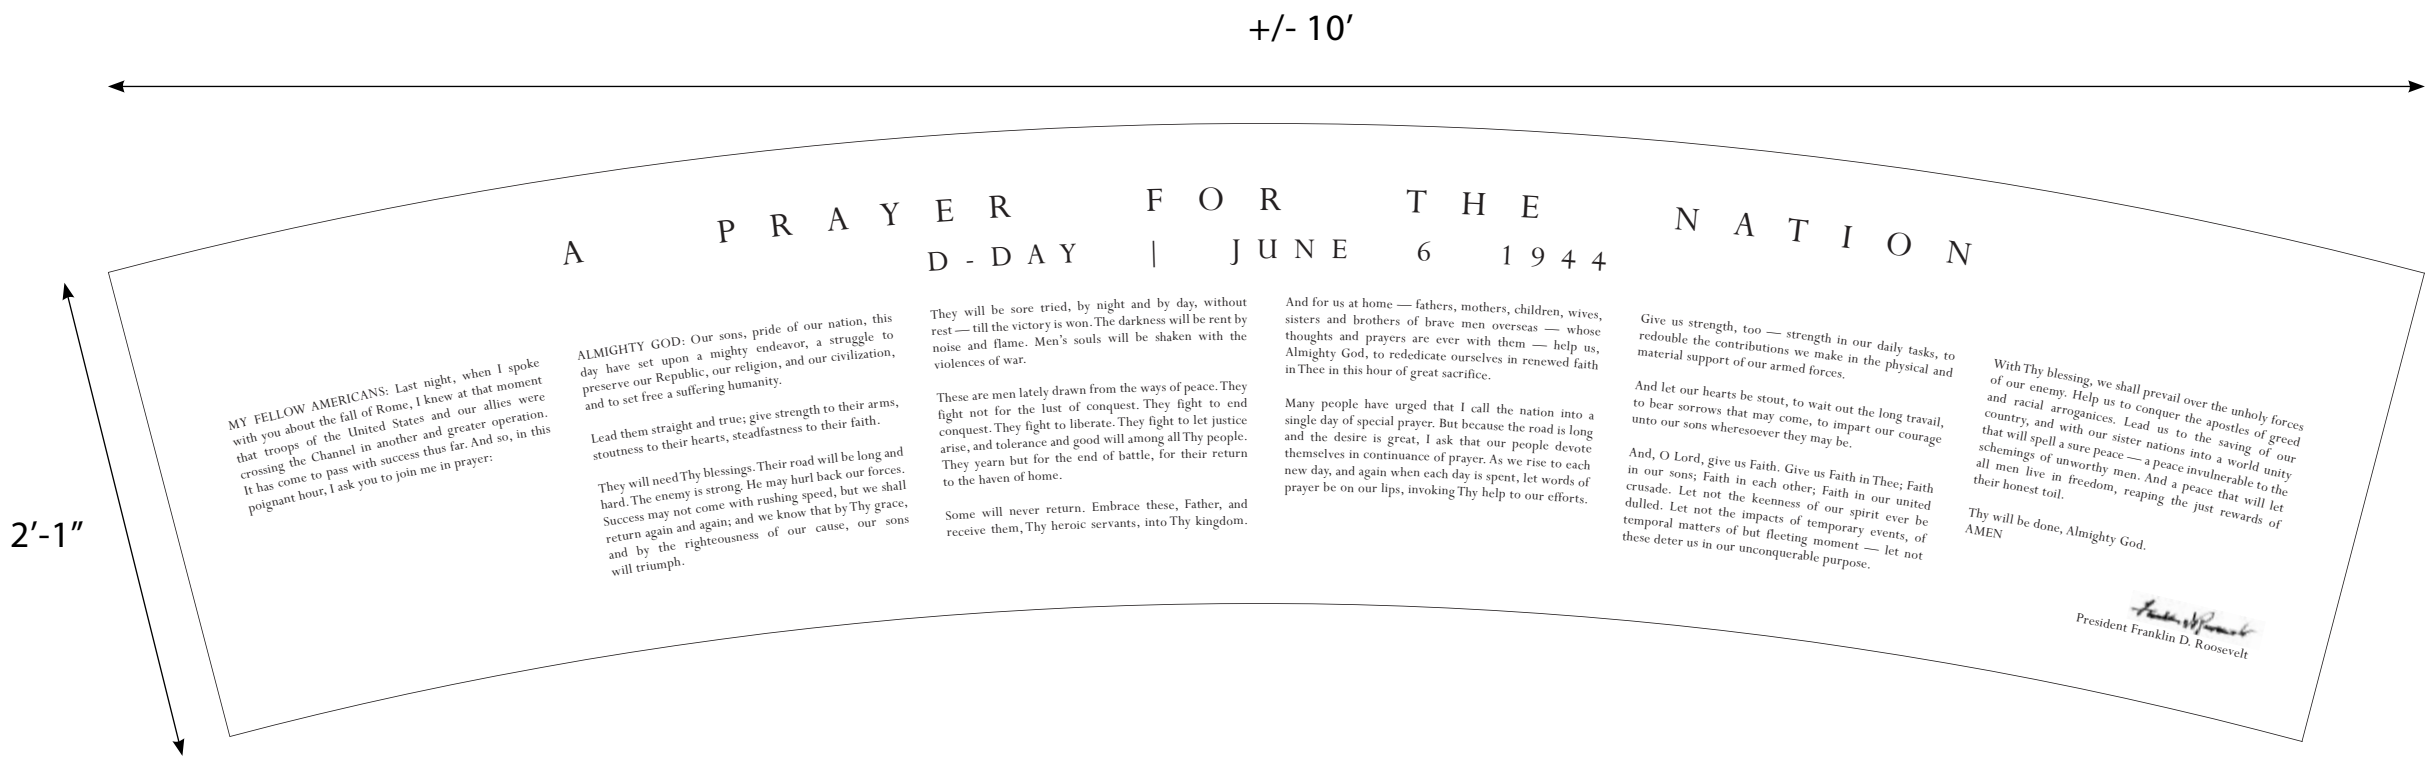 +/- 10’
2’-1”
A PRAYER FOR THE NATION
D-DAY | JUNE 6 1944
MY FELLOW AMERICANS: Last night, when I spoke
with you about the fall of Rome, I knew at that moment
that troops of the United States and our allies were
crossing the Channel in another and greater operation.
It has come to pass with success thus far. And so, in this
poignant hour, I ask you to join me in prayer:
ALMIGHTY GOD: Our sons, pride of our nation, this
day have set upon a mighty endeavor, a struggle to
preserve our Republic, our religion, and our civilization,
and to set free a suffering humanity.
Lead them straight and true; give strength to their arms,
stoutness to their hearts, steadfastness to their faith.
They will need Thy blessings. Their road will be long and
hard. The enemy is strong. He may hurl back our forces.
Success may not come with rushing speed, but we shall
return again and again; and we know that by Thy grace,
and by the righteousness of our cause, our sons
will triumph.
They will be sore tried, by night and by day, without
rest — till the victory is won. The darkness will be rent by
noise and flame. Men’s souls will be shaken with the
violences of war.
These are men lately drawn from the ways of peace. They
fight not for the lust of conquest. They fight to end
conquest. They fight to liberate. They fight to let justice
arise, and tolerance and good will among all Thy people.
They yearn but for the end of battle, for their return
to the haven of home.
Some will never return. Embrace these, Father, and
receive them, Thy heroic servants, into Thy kingdom.
And for us at home — fathers, mothers, children, wives,
sisters and brothers of brave men overseas — whose
thoughts and prayers are ever with them — help us,
Almighty God, to rededicate ourselves in renewed faith
in Thee in this hour of great sacrifice.
Many people have urged that I call the nation into a
single day of special prayer. But because the road is long
and the desire is great, I ask that our people devote
themselves in continuance of prayer. As we rise to each
new day, and again when each day is spent, let words of
prayer be on our lips, invoking Thy help to our efforts.
Give us strength, too — strength in our daily tasks, to
redouble the contributions we make in the physical and
material support of our armed forces.
And let our hearts be stout, to wait out the long travail,
to bear sorrows that may come, to impart our courage
unto our sons wheresoever they may be.
And, O Lord, give us Faith. Give us Faith in Thee; Faith
in our sons; Faith in each other; Faith in our united
crusade. Let not the keenness of our spirit ever be
dulled. Let not the impacts of temporary events, of
temporal matters of but fleeting moment — let not
these deter us in our unconquerable purpose.
With Thy blessing, we shall prevail over the unholy forces
of our enemy. Help us to conquer the apostles of greed
and racial arroganices. Lead us to the saving of our
country, and with our sister nations into a world unity
that will spell a sure peace — a peace invulnerable to the
schemings of unworthy men. And a peace that will let
all men live in freedom, reaping the just rewards of
their honest toil.
Thy will be done, Almighty God.
AMEN
President Franklin D. Roosevelt